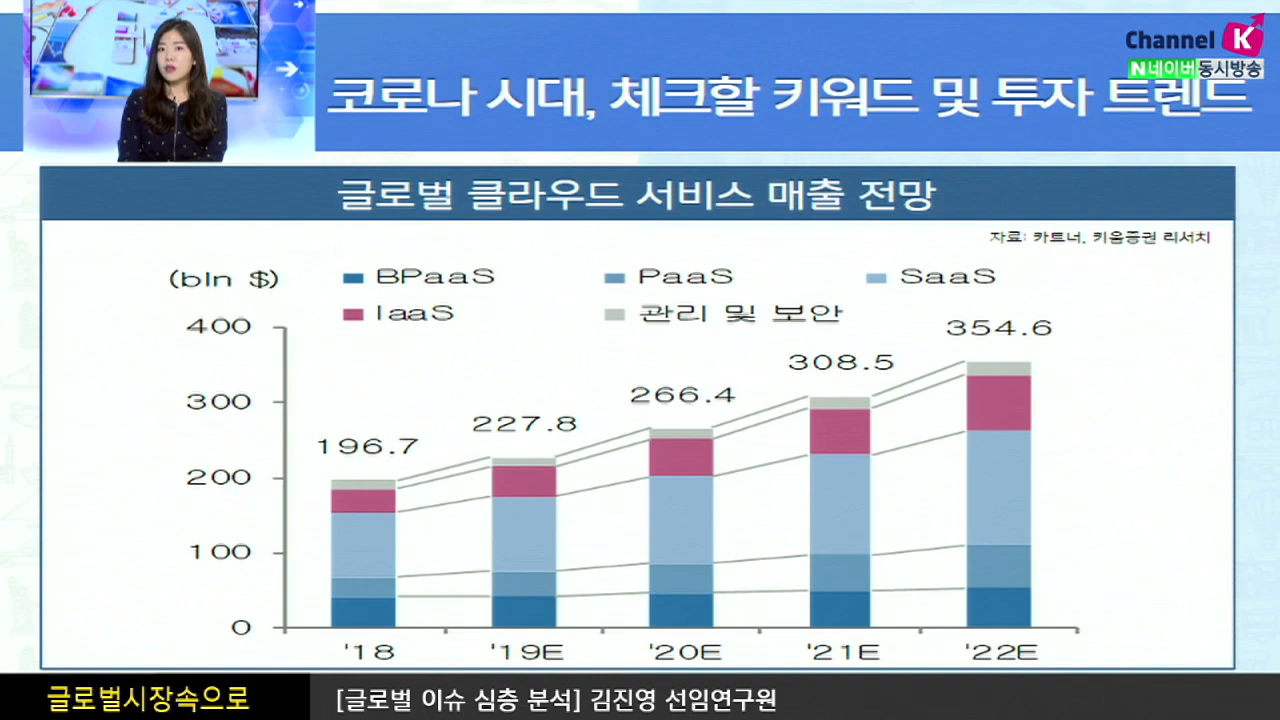 Channel K
N네이버 동시방송
코로나 시대, 체크할 키워드 및 투자 트렌드
글로벌 클라우드 서비스 매출 전망
자료: 카트너, 키움증권 리서치
(bln $)
BPaaS PaaS SaaS
IaaS 관리 및 보안
400
300
200
100
0
196.7
227.8
266.4
308.5
354.6
'18 '19E '20E '21E '22E
글로벌시장속으로
[글로벌 이슈 심층 분석] 김진영 선임연구원